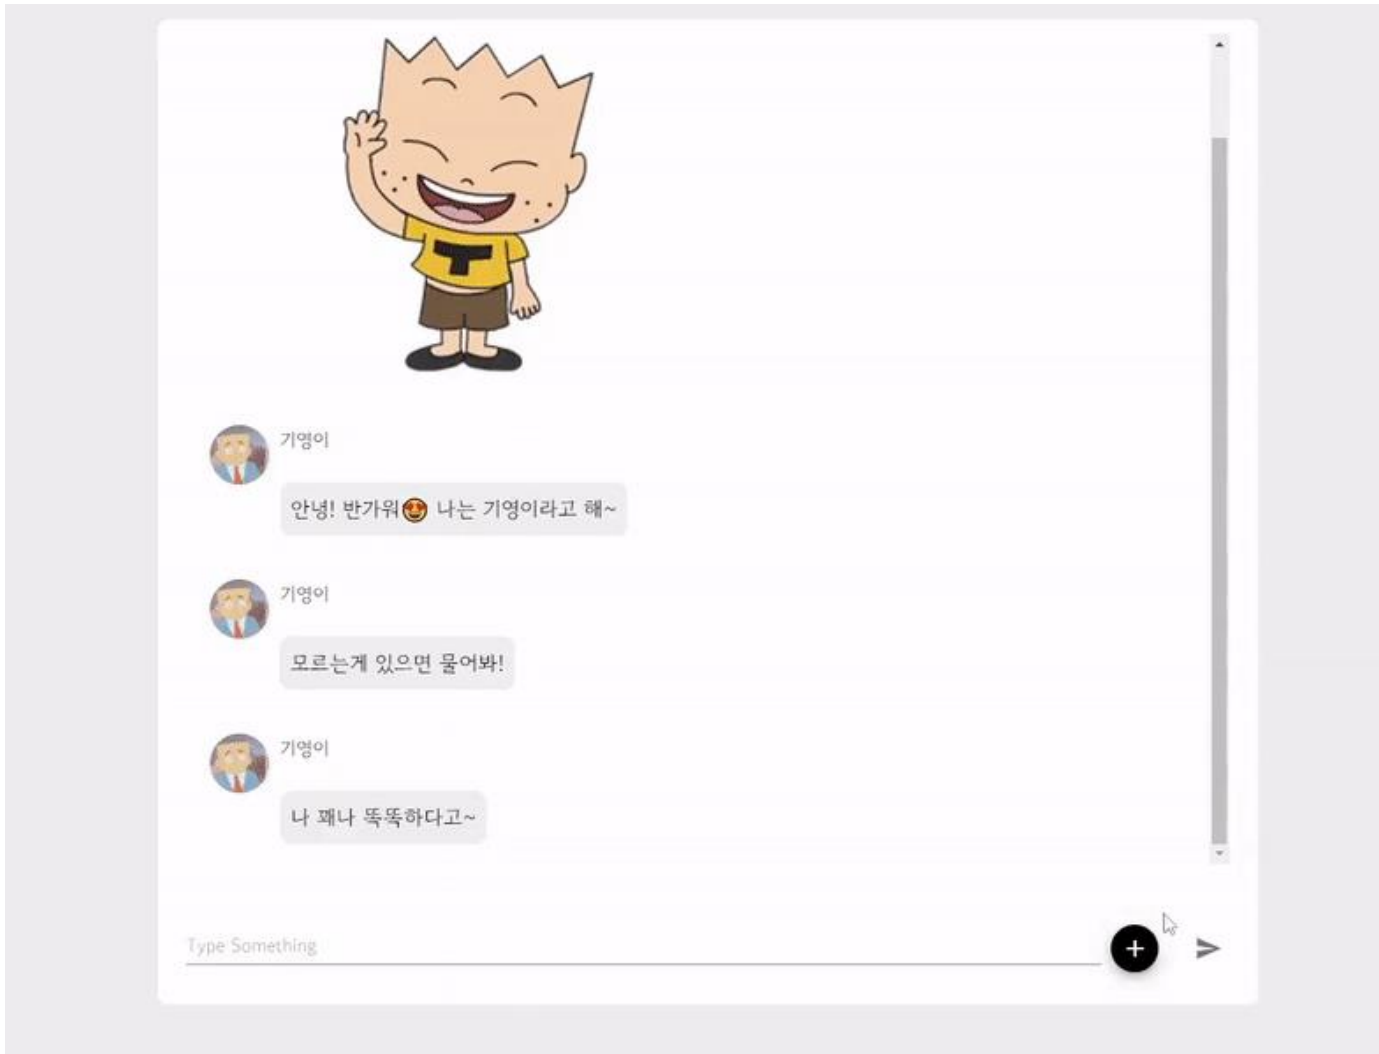 T
기영이
안녕! 반가워😍 나는 기영이라고 해~
기영이
모르는게 있으면 물어봐!
기영이
나 꽤나 똑똑하다고~
Type Something